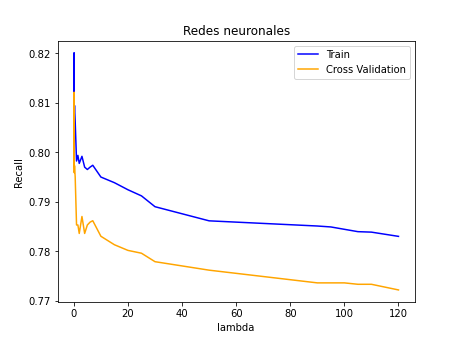 Redes neuronales
Train
Cross Validation
0.82
0.81
0.80
0.79
0.78
0.77
Recall
0
20
40
60
80
100
120
lambda